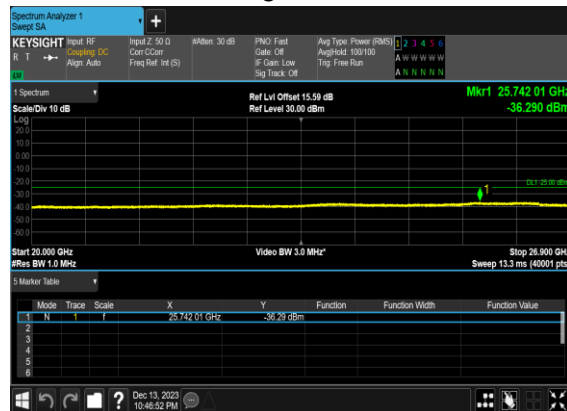 Spectrum Analyzer 1
Swept SA
KEYSIGHT Input: RF Input Z: 50 Ω #Atten: 30 dB PNO: Fast Avg Type: Power (RMS) 1 2 3 4 5 6
R T Coupling: DC Corr CCorr Gate: Off Avg|Hold: 100/100 A W W W W W
Align: Auto Freq Ref: Int (S) IF Gain: Low Trig: Free Run
LXI Sig Track: Off A N N N N N
1 Spectrum Ref Lvl Offset 15.59 dB Mkr1 25.742 01 GHz
Scale/Div 10 dB Ref Level 30.00 dBm -36.290 dBm
Log
20.0
10.0
0.00
-10.0
-20.0 DL1 -25.00 dBm
-30.0 1
-40.0
-50.0
-60.0
Start 20.000 GHz Video BW 3.0 MHz* Stop 26.900 GHz
#Res BW 1.0 MHz Sweep 13.3 ms (40001 pts)
5 Marker Table
Mode Trace Scale X Y Function Function Width Function Value
1 N 1 f 25.742 01 GHz -36.29 dBm
2
3
4
5
6
? Dec 13, 2023
10:46:52 PM